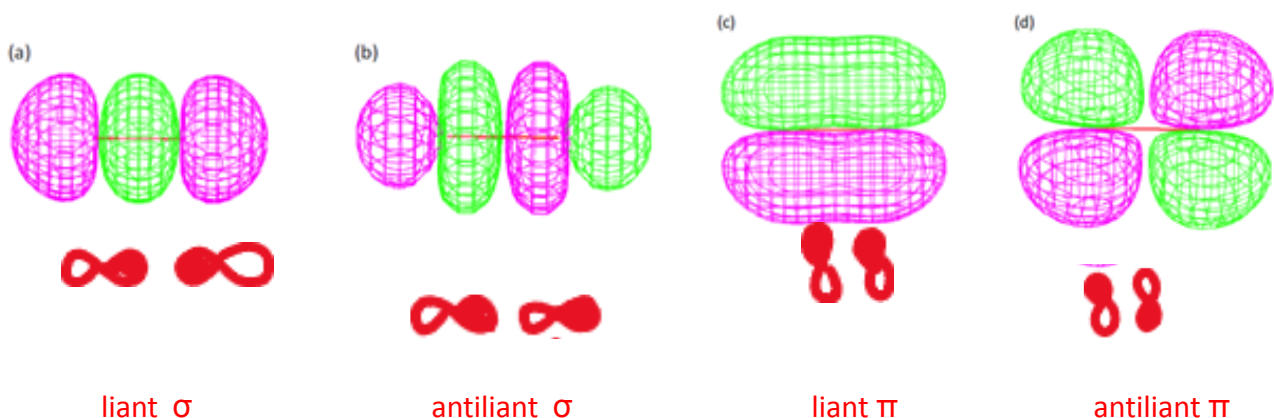 (a)
(b)
(c)
(d)
liant σ
antiliant σ
liant π
antiliant π